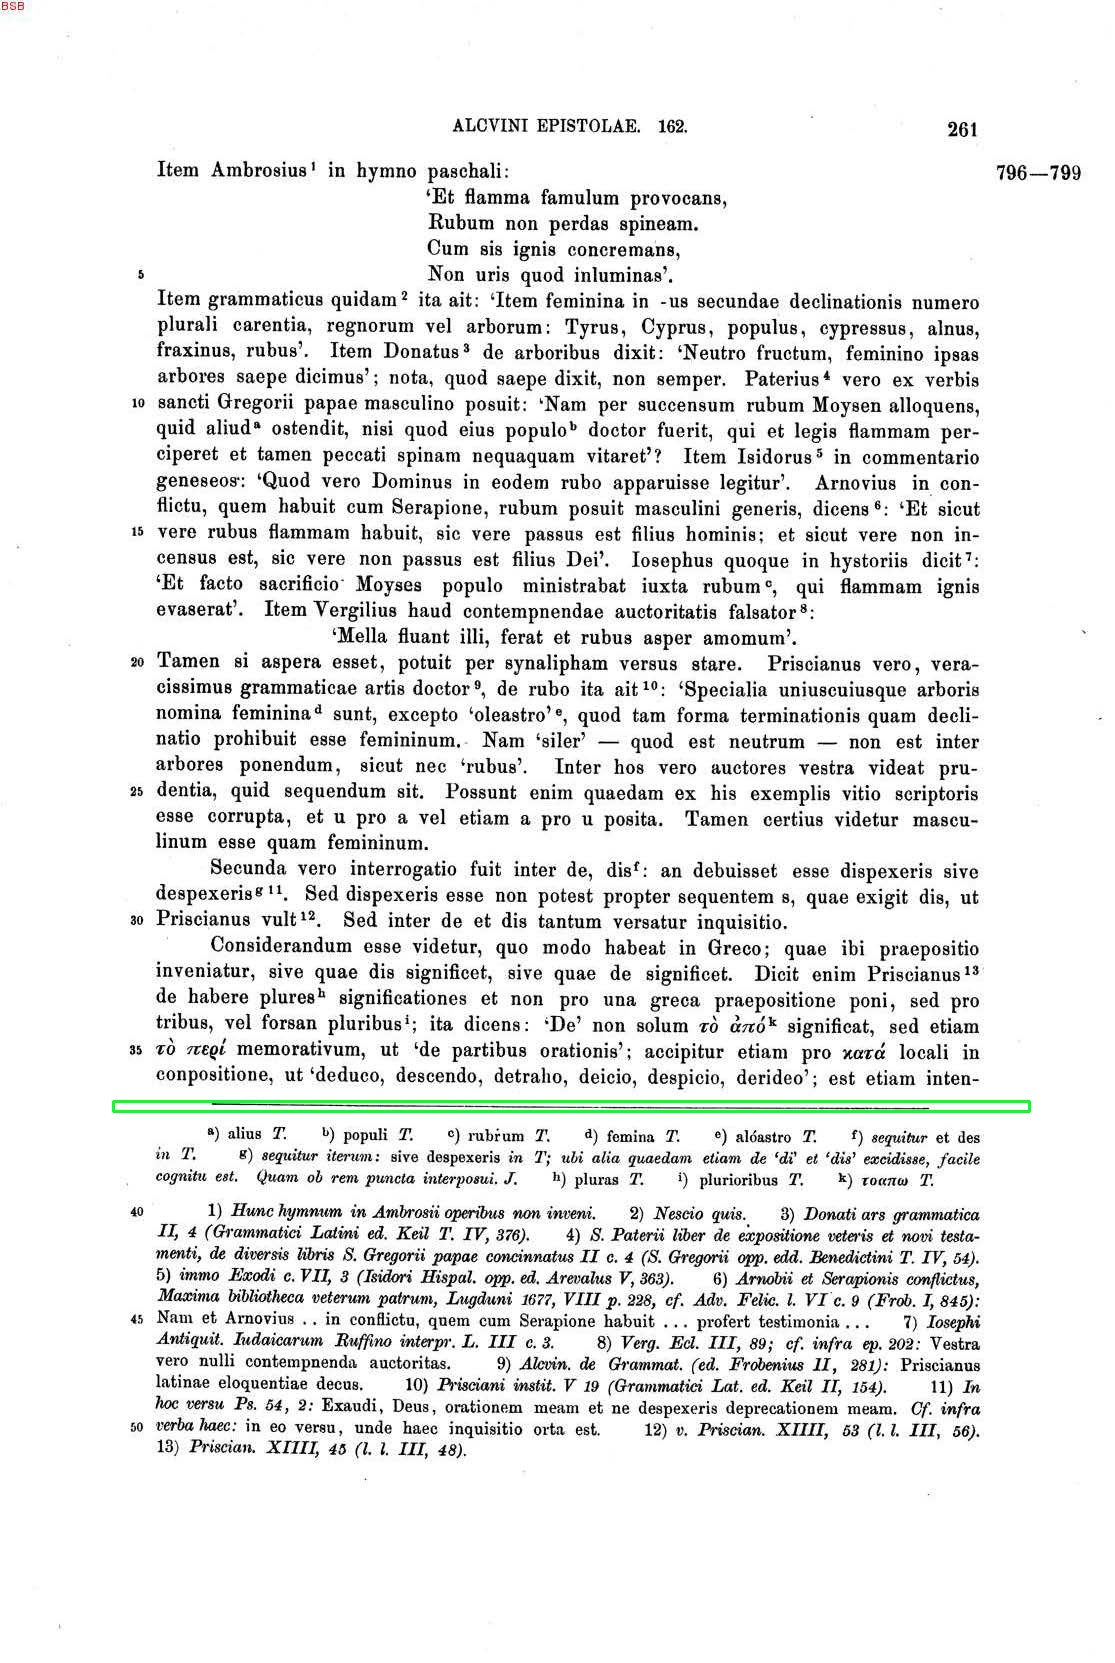 BSB
ALCVINI EPISTOLAE. 162.
261
Item Ambrosius¹ in hymno paschali:
796—799
‘Et flamma famulum provocans,
Rubum non perdas spineam.
Cum sis ignis concremans,
5 Non uris quod inluminas’.
Item grammaticus quidam² ita ait: ‘Item feminina in -us secundae declinationis numero
plurali carentia, regnorum vel arborum: Tyrus, Cyprus, populus, cypressus, alnus,
fraxinus, rubus’. Item Donatus³ de arboribus dixit: ‘Neutro fructum, feminino ipsas
arbores saepe dicimus’; nota, quod saepe dixit, non semper. Paterius⁴ vero ex verbis
10 sancti Gregorii papae masculino posuit: ‘Nam per succensum rubum Moysen alloquens,
quid aliudᵃ ostendit, nisi quod eius populoᵇ doctor fuerit, qui et legis flammam per-
ciperet et tamen peccati spinam nequaquam vitaret’? Item Isidorus⁵ in commentario
geneseos: ‘Quod vero Dominus in eodem rubo apparuisse legitur’. Arnovius in con-
flictu, quem habuit cum Serapione, rubum posuit masculini generis, dicens⁶: ‘Et sicut
15 vere rubus flammam habuit, sic vere passus est filius hominis; et sicut vere non in-
census est, sic vere non passus est filius Dei’. Iosephus quoque in hystoriis dicit⁷:
‘Et facto sacrificio Moyses populo ministrabat iuxta rubumᶜ, qui flammam ignis
evaserat’. Item Vergilius haud contempnendae auctoritatis falsator⁸:
‘Mella fluant illi, ferat et rubus asper amomum’.
20 Tamen si aspera esset, potuit per synalipham versus stare. Priscianus vero, vera-
cissimus grammaticae artis doctor⁹, de rubo ita ait¹⁰: ‘Specialia uniuscuiusque arboris
nomina femininaᵈ sunt, excepto ‘oleastro’ᵉ, quod tam forma terminationis quam decli-
natio prohibuit esse femininum. Nam ‘siler’ — quod est neutrum — non est inter
arbores ponendum, sicut nec ‘rubus’. Inter hos vero auctores vestra videat pru-
25 dentia, quid sequendum sit. Possunt enim quaedam ex his exemplis vitio scriptoris
esse corrupta, et u pro a vel etiam a pro u posita. Tamen certius videtur mascu-
linum esse quam femininum.
Secunda vero interrogatio fuit inter de, disᶠ: an debuisset esse dispexeris sive
despexerisᵍ ¹¹. Sed dispexeris esse non potest propter sequentem s, quae exigit dis, ut
30 Priscianus vult¹². Sed inter de et dis tantum versatur inquisitio.
Considerandum esse videtur, quo modo habeat in Greco; quae ibi praepositio
inveniatur, sive quae dis significet, sive quae de significet. Dicit enim Priscianus¹³
de habere pluresʰ significationes et non pro una greca praepositione poni, sed pro
tribus, vel forsan pluribusⁱ; ita dicens: ‘De’ non solum τὸ ἀπόᵏ significat, sed etiam
35 τὸ περί memorativum, ut ‘de partibus orationis’; accipitur etiam pro κατά locali in
conpositione, ut ‘deduco, descendo, detraho, deicio, despicio, derideo’; est etiam inten-
a) alius T. b) populi T. c) rubrum T. d) femina T. e) alóastro T. f) sequitur et des
in T. g) sequitur iterum: sive despexeris in T; ubi alia quaedam etiam de ‘di’ et ‘dis’ excidisse, facile
cognitu est. Quam ob rem puncta interposui. J. h) pluras T. i) plurioribus T. k) τοαπω T.
40 1) Hunc hymnum in Ambrosii operibus non inveni. 2) Nescio quis. 3) Donati ars grammatica
II, 4 (Grammatici Latini ed. Keil T. IV, 376). 4) S. Paterii liber de expositione veteris et novi testa-
menti, de diversis libris S. Gregorii papae concinnatus II c. 4 (S. Gregorii opp. edd. Benedictini T. IV, 54).
5) immo Exodi c. VII, 3 (Isidori Hispal. opp. ed. Arevalus V, 363). 6) Arnobii et Serapionis conflictus,
Maxima bibliotheca veterum patrum, Lugduni 1677, VIII p. 228, cf. Adv. Felic. l. VI c. 9 (Frob. I, 845):
45 Nam et Arnovius . . in conflictu, quem cum Serapione habuit ... profert testimonia ... 7) Iosephi
Antiquit. Iudaicarum Ruffino interpr. L. III c. 3. 8) Verg. Ecl. III, 89; cf. infra ep. 202: Vestra
vero nulli contempnenda auctoritas. 9) Alcvin. de Grammat. (ed. Frobenius II, 281): Priscianus
latinae eloquentiae decus. 10) Prisciani instit. V 19 (Grammatici Lat. ed. Keil II, 154). 11) In
hoc versu Ps. 54, 2: Exaudi, Deus, orationem meam et ne despexeris deprecationem meam. Cf. infra
50 verba haec: in eo versu, unde haec inquisitio orta est. 12) v. Priscian. XIIII, 53 (l. l. III, 56).
13) Priscian. XIIII, 45 (l. l. III, 48).